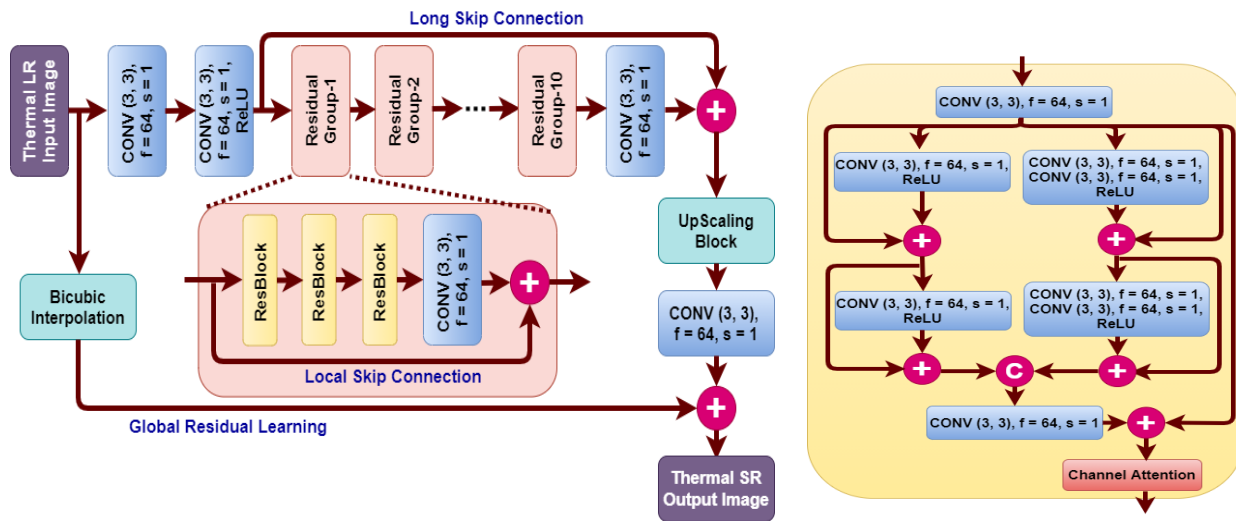 Long Skip Connection
Thermal LR
Input Image
CONV (3, 3),
f = 64, s = 1
CONV (3, 3),
f = 64, s = 1,
ReLU
Residual
Group-1
Residual
Group-2
Residual
Group-10
CONV (3, 3),
f = 64, s = 1
+
UpScaling
Block
CONV (3, 3),
f = 64, s = 1
+
Thermal SR
Output Image
ResBlock
ResBlock
ResBlock
CONV (3, 3),
f = 64, s = 1
+
Local Skip Connection
Bicubic
Interpolation
Global Residual Learning
CONV (3, 3), f = 64, s = 1
CONV (3, 3), f = 64, s = 1,
ReLU
CONV (3, 3), f = 64, s = 1,
CONV (3, 3), f = 64, s = 1,
ReLU
+
+
CONV (3, 3), f = 64, s = 1,
ReLU
CONV (3, 3), f = 64, s = 1,
CONV (3, 3), f = 64, s = 1,
ReLU
+
C
+
CONV (3, 3), f = 64, s = 1
+
Channel Attention